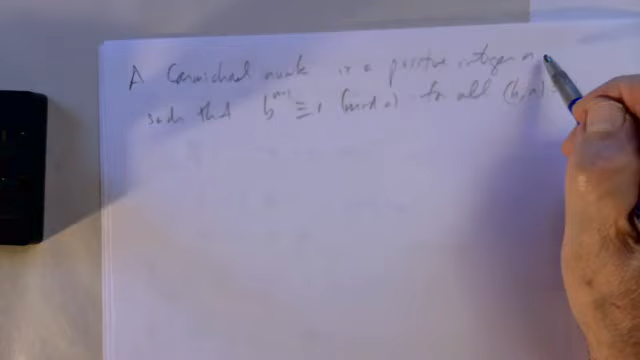 A Carmichael number is a positive integer n
such that b^{n-1} ≡ 1 (mod n) for all (b, n) =